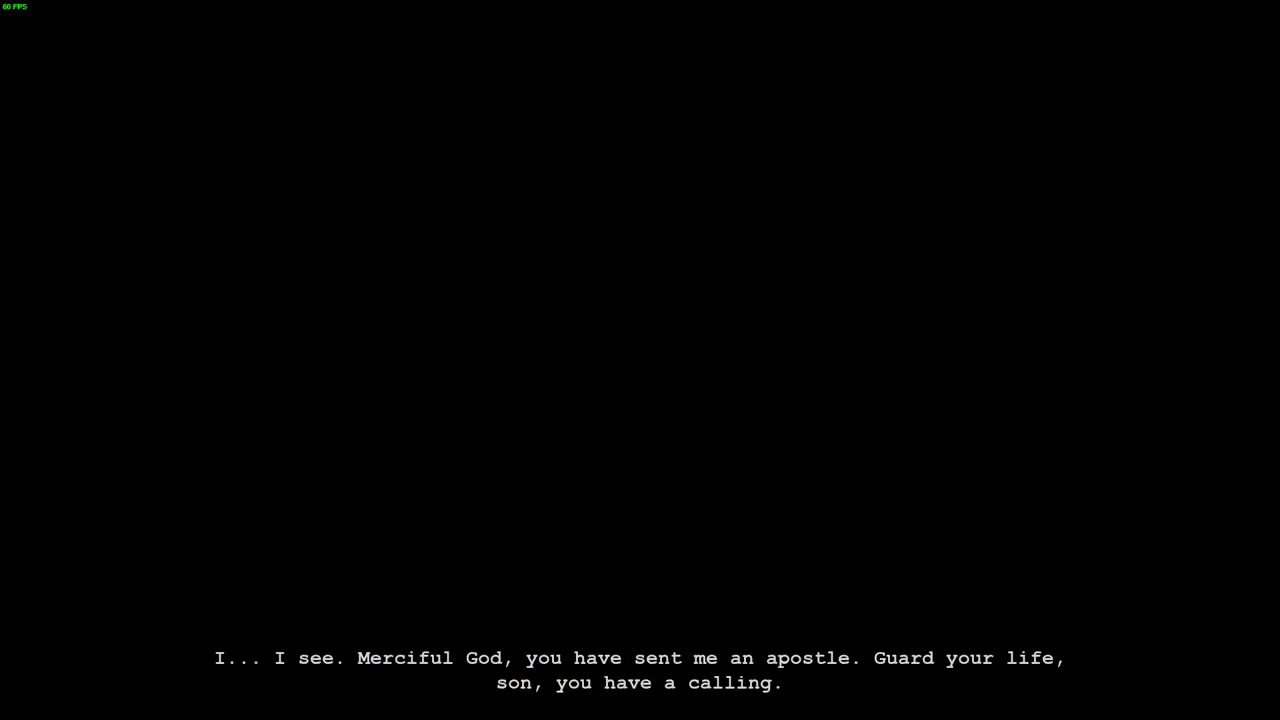 60 FPS
I... I see. Merciful God, you have sent me an apostle. Guard your life,
son, you have a calling.